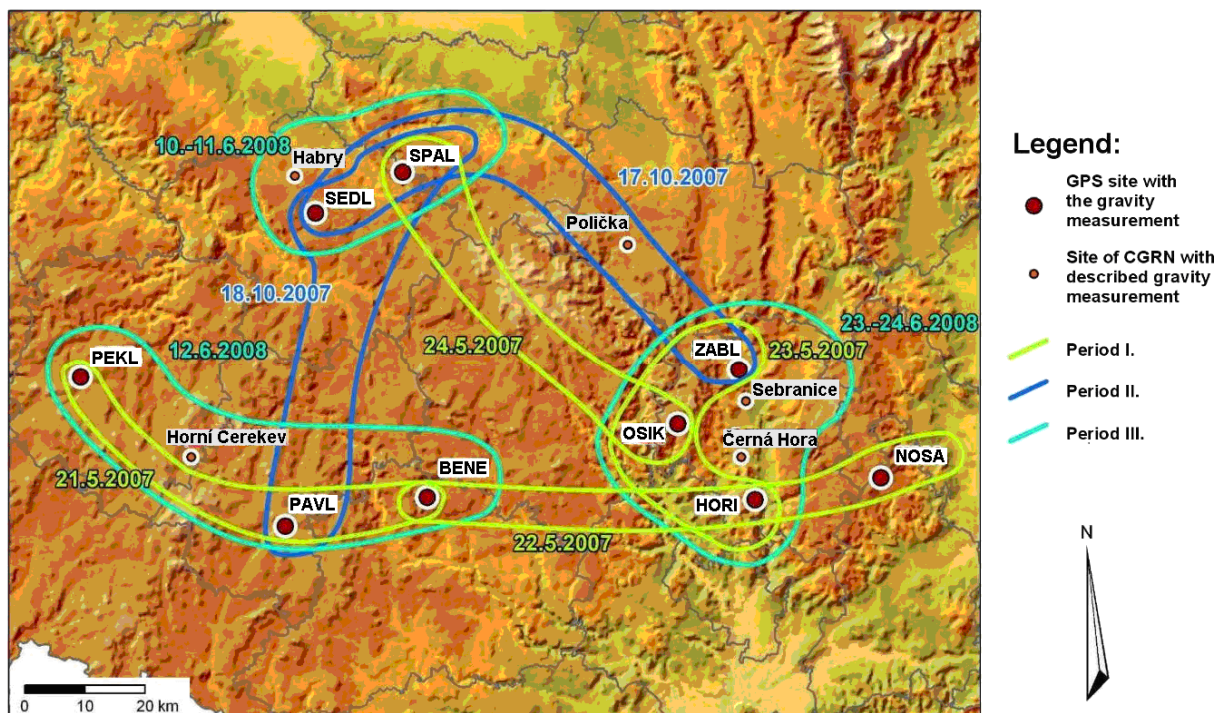 10.-11.6.2008
Habry
SPAL
SEDL
17.10.2007
Polička
18.10.2007
23.-24.6.2008
12.6.2008
24.5.2007
ZABL
23.5.2007
PEKL
Sebranice
OSIK
Černá Hora
Horní Cerekev
BENE
NOSA
21.5.2007
PAVL
HORI
22.5.2007
0 10 20 km
Legend:
GPS site with
the gravity
measurement
Site of CGRN with
described gravity
measurement
Period I.
Period II.
Period III.
N